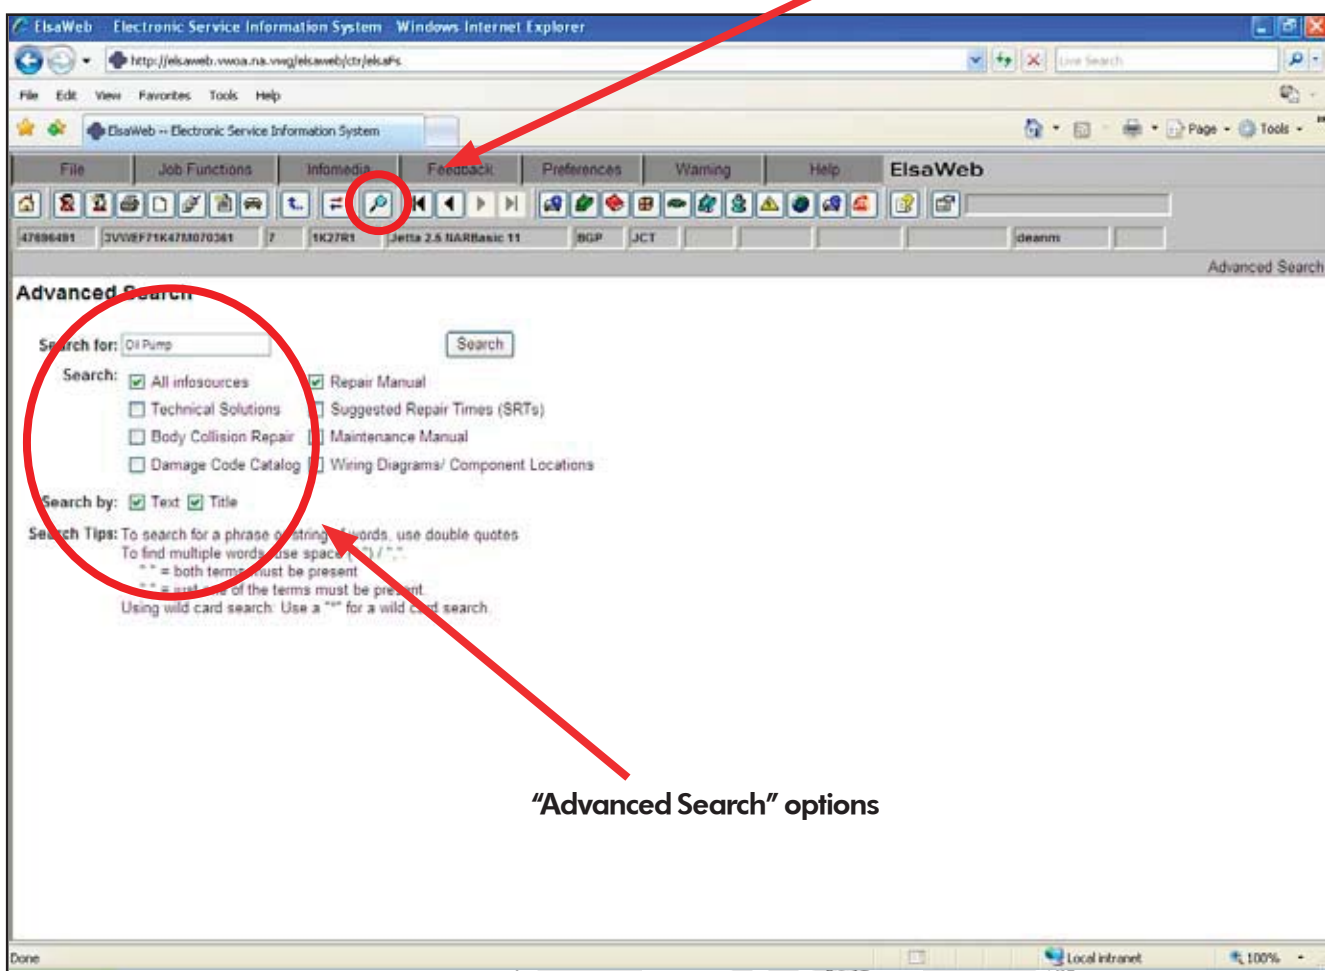 ElsaWeb Electronic Service Information System Windows Internet Explorer
http://elsaweb.vwoa.na.vwg/elsaweb/ctr/elsaFs
Live Search
File Edit View Favorites Tools Help
ElsaWeb -- Electronic Service Information System
Page Tools
File Job Functions Infomedia Feedback Preferences Warning Help ElsaWeb
47696491 3VWEF71K47M070361 7 1K27R1 Jetta 2.5 NARBasic 11 BGP JCT deanm
Advanced Search
Advanced Search
Search for: Oil Pump Search
Search: All infosources Repair Manual
Technical Solutions Suggested Repair Times (SRTs)
Body Collision Repair Maintenance Manual
Damage Code Catalog Wiring Diagrams/ Component Locations
Search by: Text Title
Search Tips: To search for a phrase or string of words, use double quotes
To find multiple words, use space (" ") / ","
" " = both terms must be present
"," = just one of the terms must be present.
Using wild card search: Use a "*" for a wild card search.
“Advanced Search” options
Done Local intranet 100%